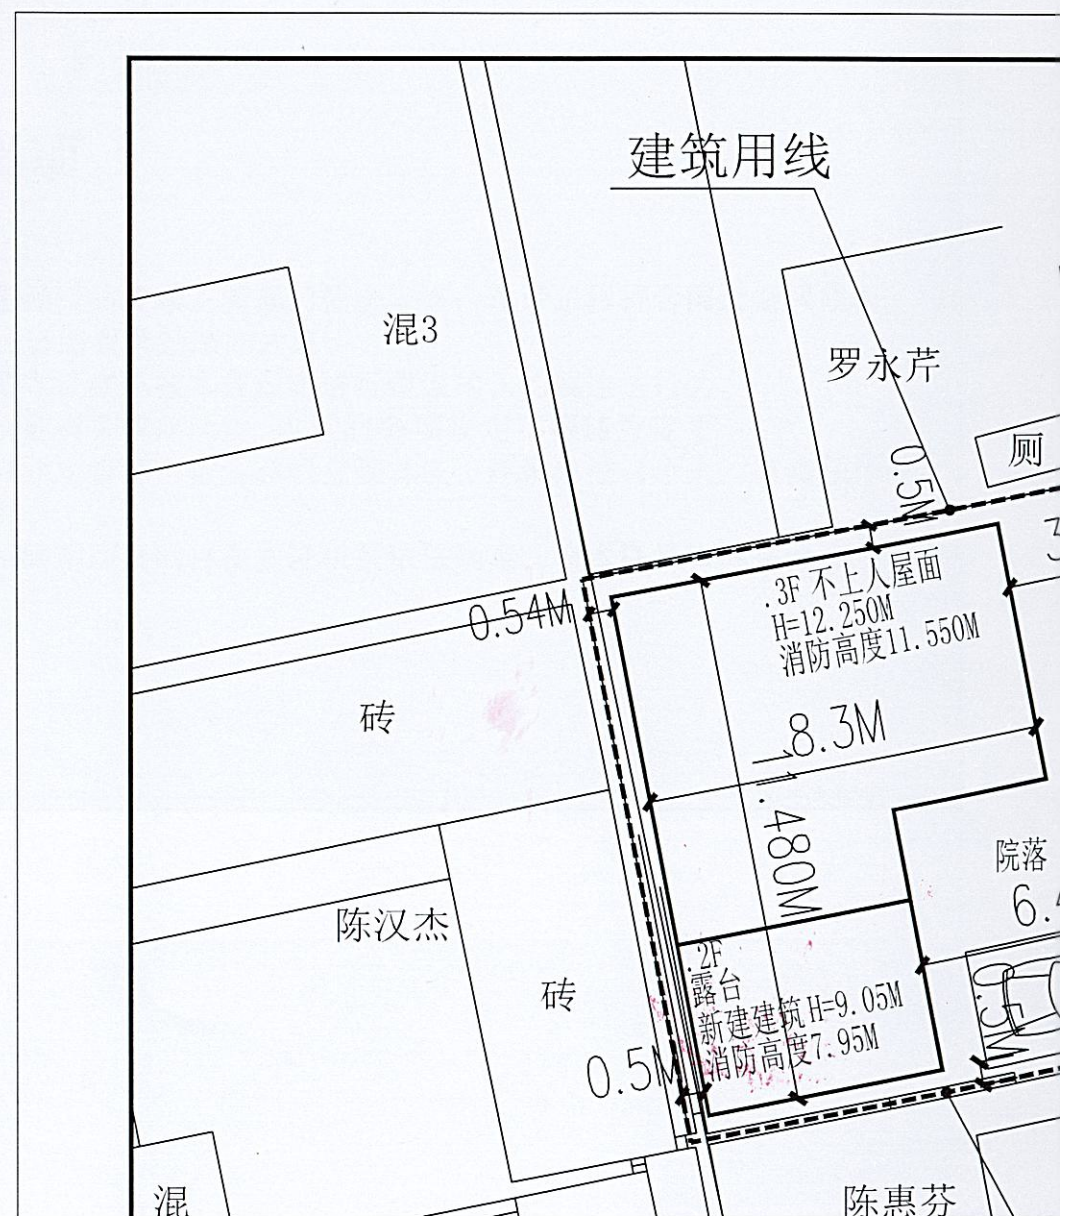 建筑用线
混3
罗永芹
厕
0.5M
.3F 不上人屋面
H=12.250M
消防高度11.550M
0.54M
砖
8.3M
11.480M
院落
陈汉杰
.2F
露台
新建建筑H=9.05M
消防高度7.95M
砖
0.5M
0.5M
混
陈惠芬